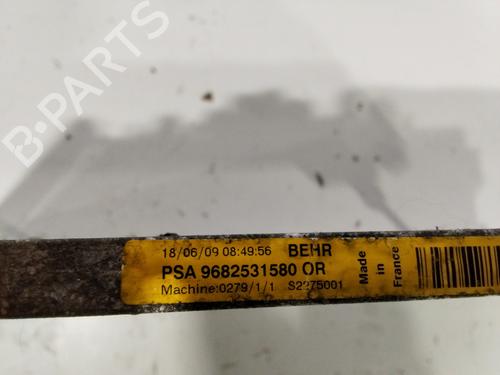 B-PARTS
18/06/09 08:49:56 BEHR
PSA 9682531580 OR
Machine:0279/1/1 S2275001
Made in France